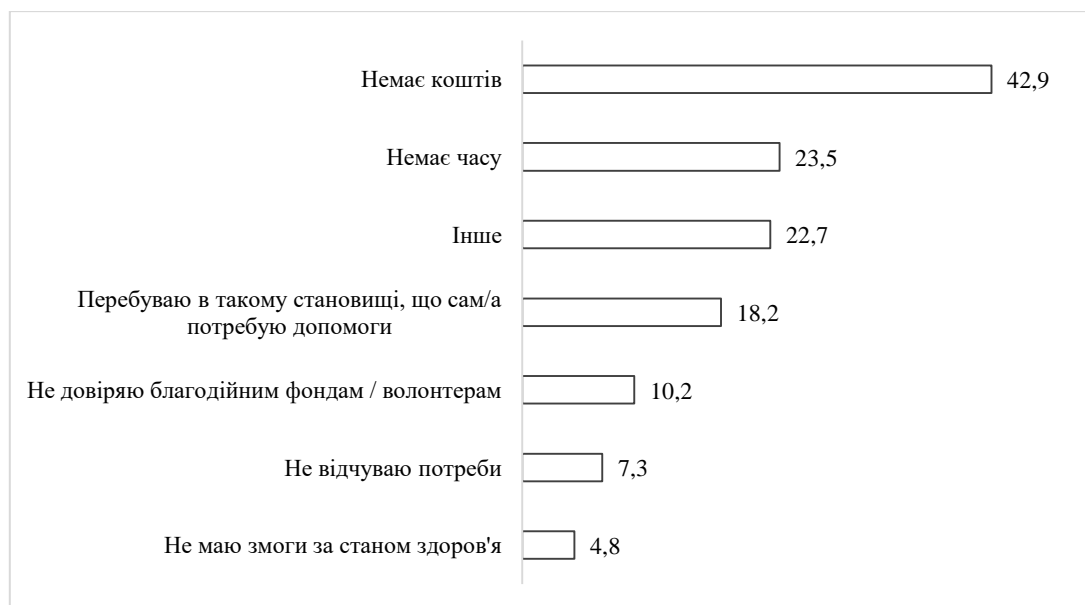 Немає коштів 42,9
Немає часу 23,5
Інше 22,7
Перебуваю в такому становищі, що сам/а
потребую допомоги 18,2
Не довіряю благодійним фондам / волонтерам 10,2
Не відчуваю потреби 7,3
Не маю змоги за станом здоров'я 4,8